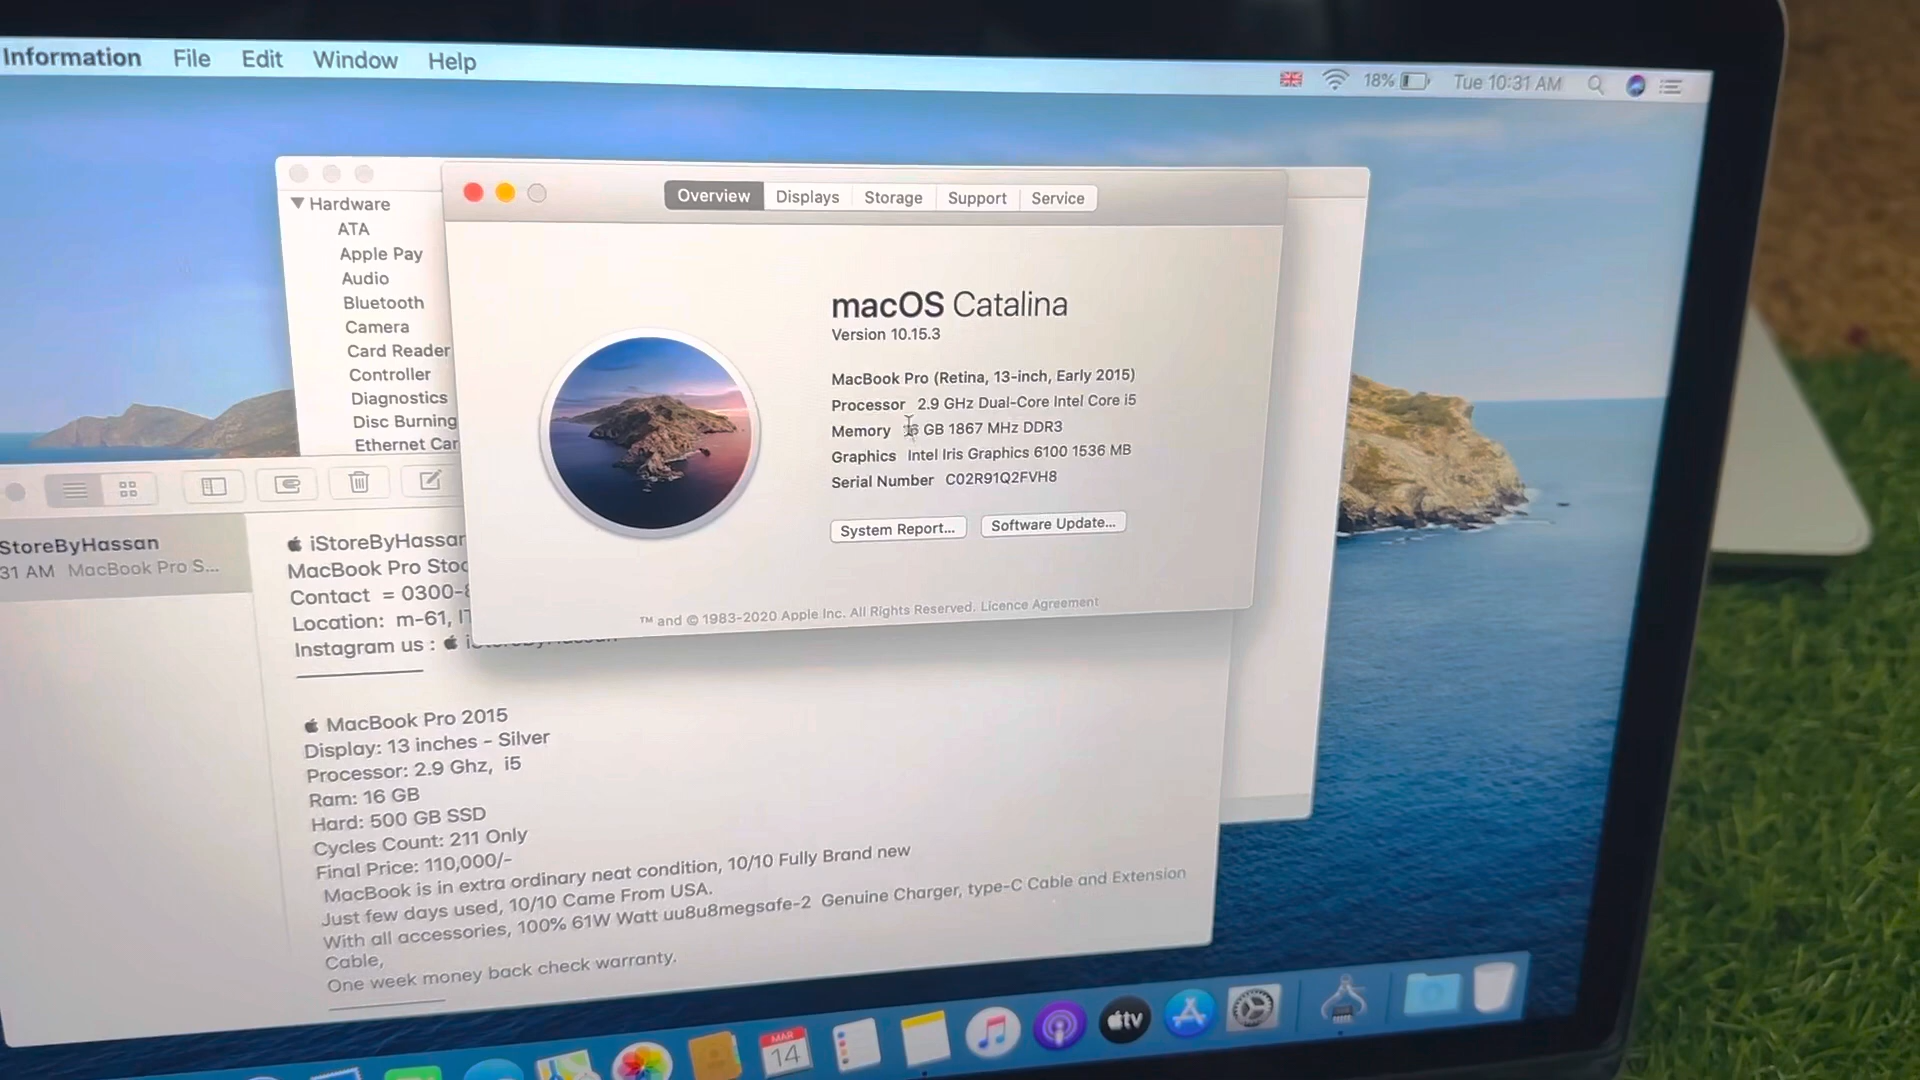 Information File Edit Window Help
18% Tue 10:31 AM
Overview Displays Storage Support Service
Hardware
ATA
Apple Pay
Audio
Bluetooth
Camera
Card Reader
Controller
Diagnostics
Disc Burning
Ethernet Car
macOS Catalina
Version 10.15.3
MacBook Pro (Retina, 13-inch, Early 2015)
Processor 2.9 GHz Dual-Core Intel Core i5
Memory 16 GB 1867 MHz DDR3
Graphics Intel Iris Graphics 6100 1536 MB
Serial Number C02R91Q2FVH8
System Report... Software Update...
™ and © 1983-2020 Apple Inc. All Rights Reserved. Licence Agreement
StoreByHassan
31 AM MacBook Pro S...
iStoreByHassan
MacBook Pro Stoc
Contact = 0300-8
Location: m-61, IT
Instagram us : iStoreByHassan
MacBook Pro 2015
Display: 13 inches - Silver
Processor: 2.9 Ghz, i5
Ram: 16 GB
Hard: 500 GB SSD
Cycles Count: 211 Only
Final Price: 110,000/-
MacBook is in extra ordinary neat condition, 10/10 Fully Brand new
Just few days used, 10/10 Came From USA.
With all accessories, 100% 61W Watt uu8u8megsafe-2 Genuine Charger, type-C Cable and Extension
Cable,
One week money back check warranty.
MAR
14
tv